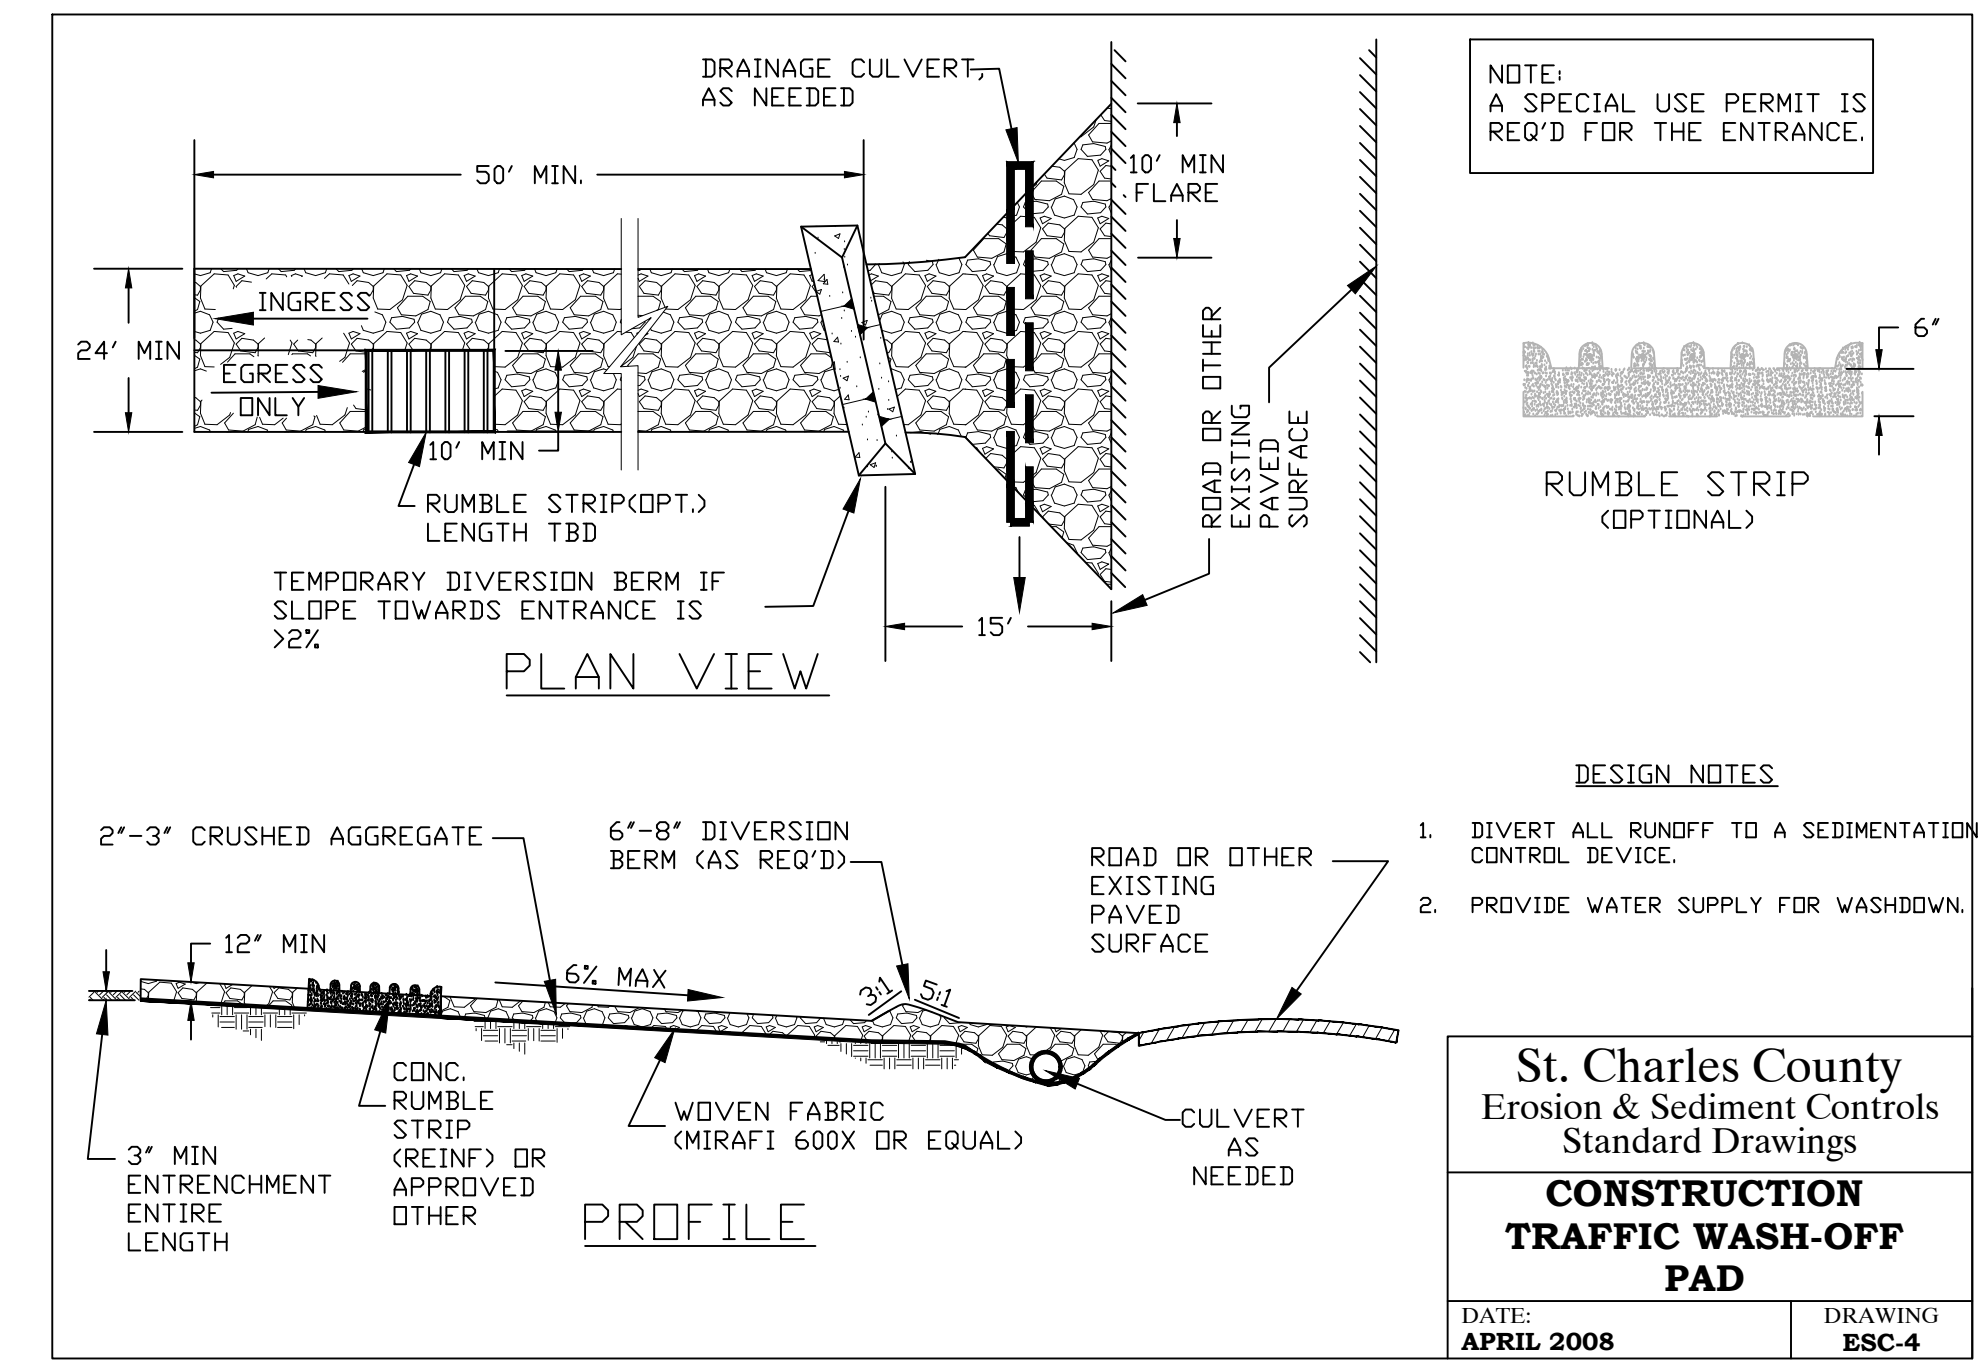 DRAINAGE CULVERT,
AS NEEDED
50' MIN.
10' MIN
FLARE
INGRESS
24' MIN
EGRESS
ONLY
10' MIN
RUMBLE STRIP(OPT.)
LENGTH TBD
TEMPORARY DIVERSION BERM IF
SLOPE TOWARDS ENTRANCE IS
>2%
15'
ROAD OR OTHER
EXISTING
PAVED
SURFACE
PLAN VIEW
NOTE:
A SPECIAL USE PERMIT IS
REQ'D FOR THE ENTRANCE.
6"
RUMBLE STRIP
(OPTIONAL)
DESIGN NOTES
1. DIVERT ALL RUNOFF TO A SEDIMENTATION
CONTROL DEVICE.
2. PROVIDE WATER SUPPLY FOR WASHDOWN.
2"-3" CRUSHED AGGREGATE
6"-8" DIVERSION
BERM (AS REQ'D)
ROAD OR OTHER
EXISTING
PAVED
SURFACE
12" MIN
6% MAX
3:1
5:1
CONC.
RUMBLE
STRIP
(REINF) OR
APPROVED
OTHER
WOVEN FABRIC
(MIRAFI 600X OR EQUAL)
CULVERT
AS
NEEDED
3" MIN
ENTRENCHMENT
ENTIRE
LENGTH
PROFILE
St. Charles County
Erosion & Sediment Controls
Standard Drawings
CONSTRUCTION
TRAFFIC WASH-OFF
PAD
DATE:
APRIL 2008
DRAWING
ESC-4